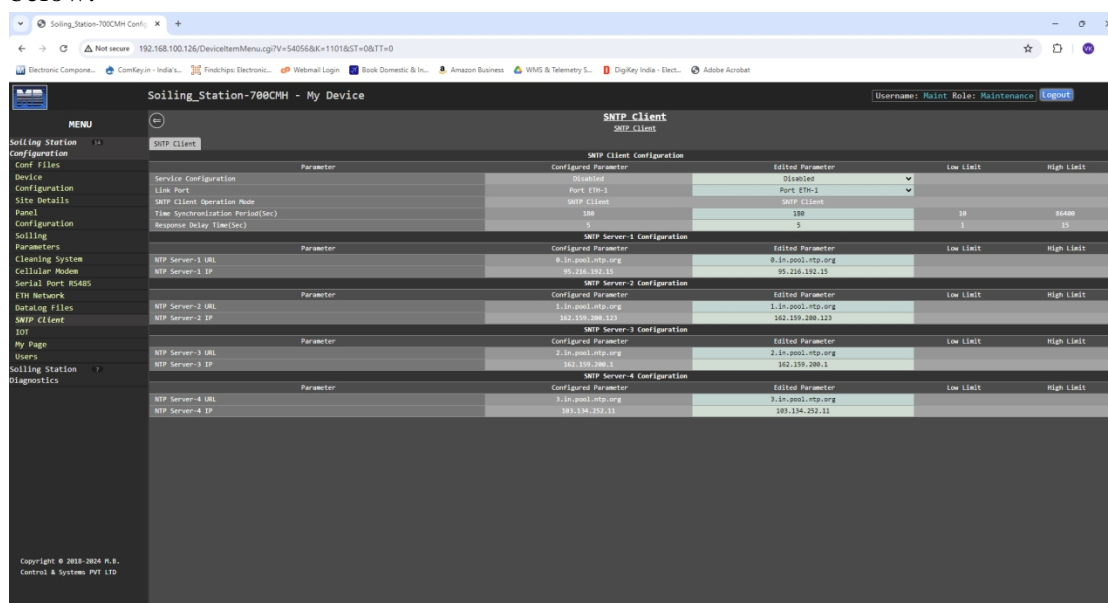 Soiling_Station-700CMH Config
Not secure 192.168.100.126/DeviceItemMenu.cgi?V=54056&K=1101&ST=0&TT=0
VK
Electronic Compone... ComKey.in - India's... Findchips: Electronic... Webmail Login Book Domestic & In... Amazon Business WMS & Telemetry S... DigiKey India - Elect... Adobe Acrobat
Soiling_Station-700CMH - My Device
Username: Maint Role: Maintenance Logout
MENU
Soiling Station 14
Configuration
Conf Files
Device
Configuration
Site Details
Panel
Configuration
Soiling
Parameters
Cleaning System
Cellular Modem
Serial Port RS485
ETH Network
DataLog Files
SNTP Client
IOT
My Page
Users
Soiling Station 7
Diagnostics
Copyright © 2018-2024 M.B.
Control & Systems PVT LTD
SNTP Client
SNTP Client
SNTP Client
SNTP Client Configuration
Parameter Configured Parameter Edited Parameter Low Limit High Limit
Service Configuration Disabled Disabled
Link Port Port ETH-1 Port ETH-1
SNTP Client Operation Mode SNTP Client SNTP Client
Time Synchronization Period(Sec) 180 180 10 86400
Response Delay Time(Sec) 5 5 1 15
SNTP Server-1 Configuration
Parameter Configured Parameter Edited Parameter Low Limit High Limit
NTP Server-1 URL 0.in.pool.ntp.org 0.in.pool.ntp.org
NTP Server-1 IP 95.216.192.15 95.216.192.15
SNTP Server-2 Configuration
Parameter Configured Parameter Edited Parameter Low Limit High Limit
NTP Server-2 URL 1.in.pool.ntp.org 1.in.pool.ntp.org
NTP Server-2 IP 162.159.200.123 162.159.200.123
SNTP Server-3 Configuration
Parameter Configured Parameter Edited Parameter Low Limit High Limit
NTP Server-3 URL 2.in.pool.ntp.org 2.in.pool.ntp.org
NTP Server-3 IP 162.159.200.1 162.159.200.1
SNTP Server-4 Configuration
Parameter Configured Parameter Edited Parameter Low Limit High Limit
NTP Server-4 URL 3.in.pool.ntp.org 3.in.pool.ntp.org
NTP Server-4 IP 103.134.252.11 103.134.252.11